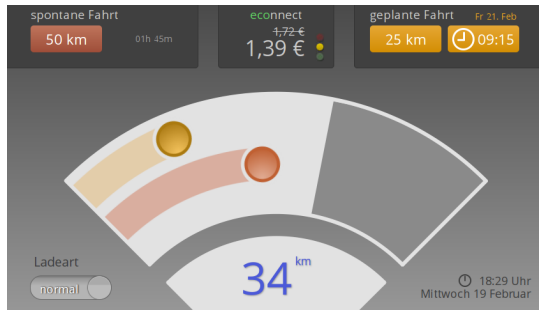 spontane Fahrt
50 km
01h 45m
econnect
1,72 €
1,39 €
geplante Fahrt
Fr 21. Feb
25 km
09:15
34 km
Ladeart
normal
18:29 Uhr
Mittwoch 19 Februar